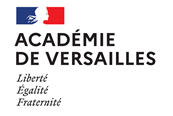 ACADÉMIE
DE VERSAILLES
Liberté
Égalité
Fraternité